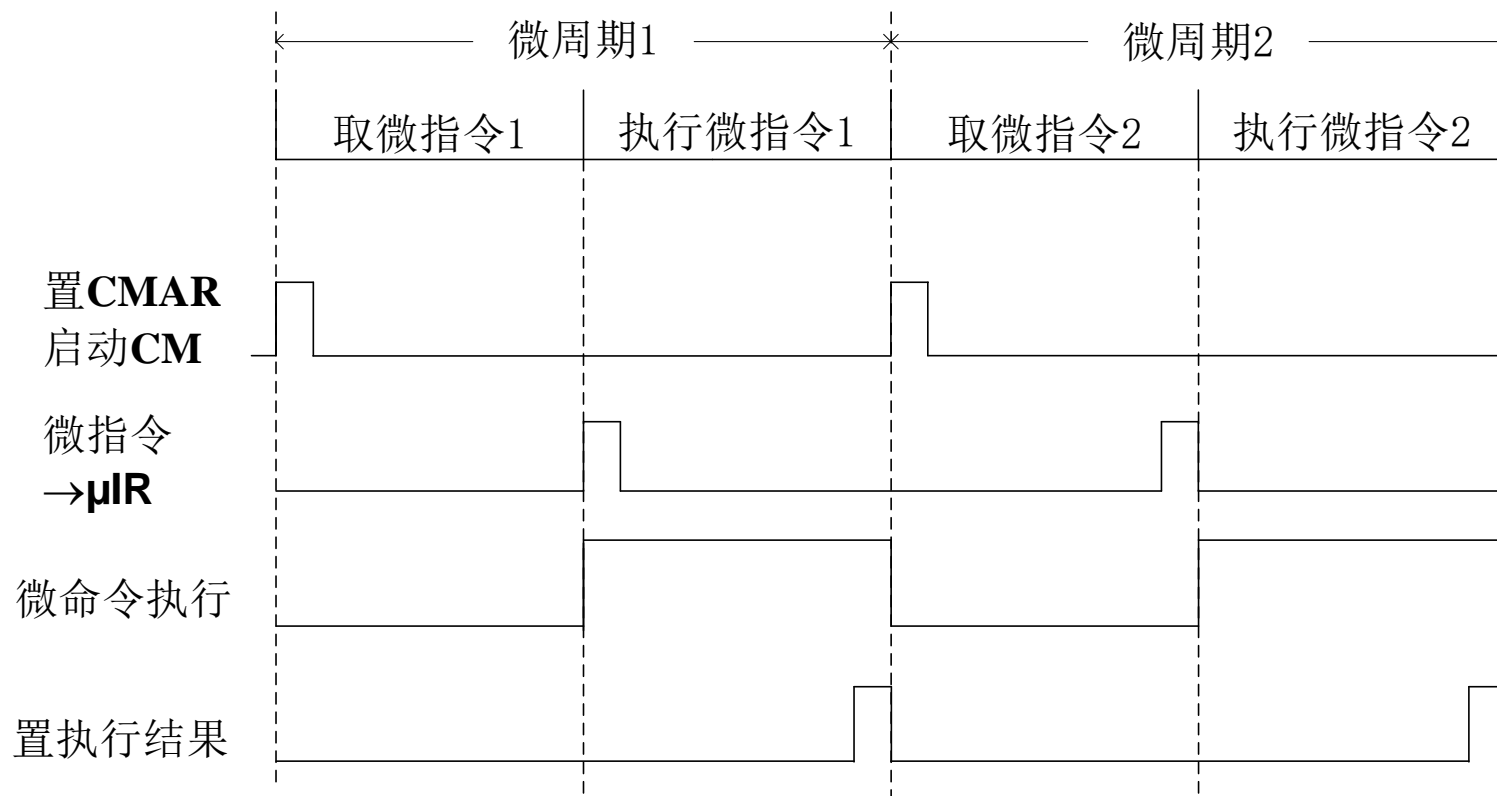 微周期1
微周期2
取微指令1
执行微指令1
取微指令2
执行微指令2
置CMAR
启动CM
微指令
→μIR
微命令执行
置执行结果